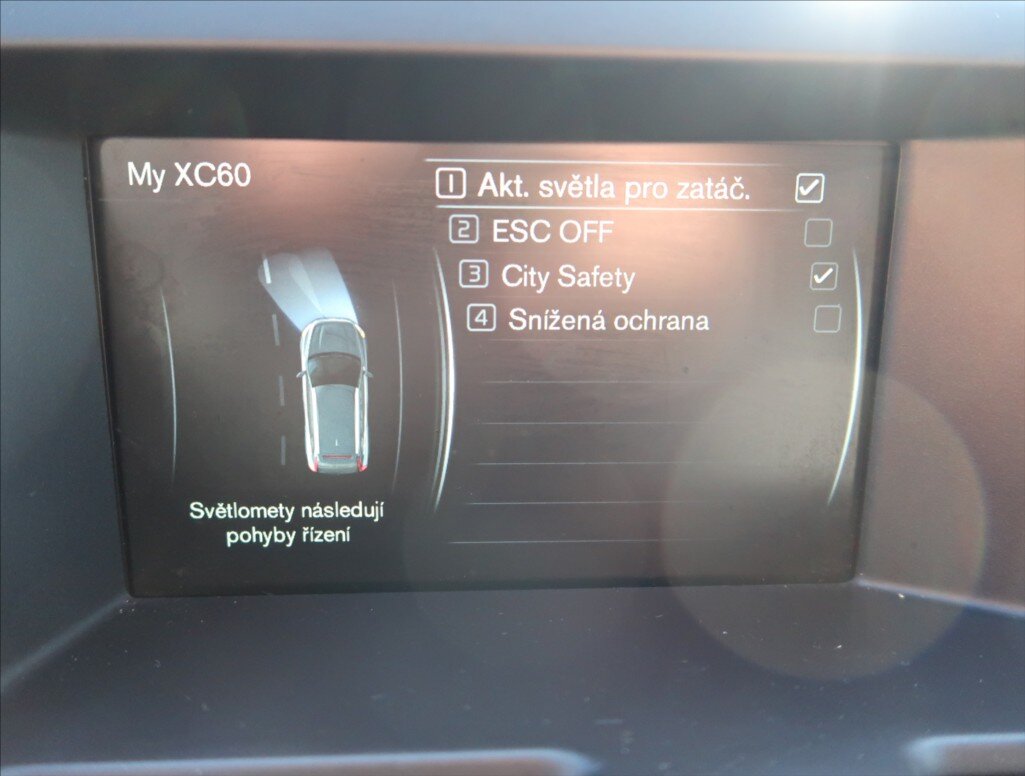 My XC60
1 Akt. světla pro zatáč.
2 ESC OFF
3 City Safety
4 Snížená ochrana
Světlomety následují
pohyby řízení